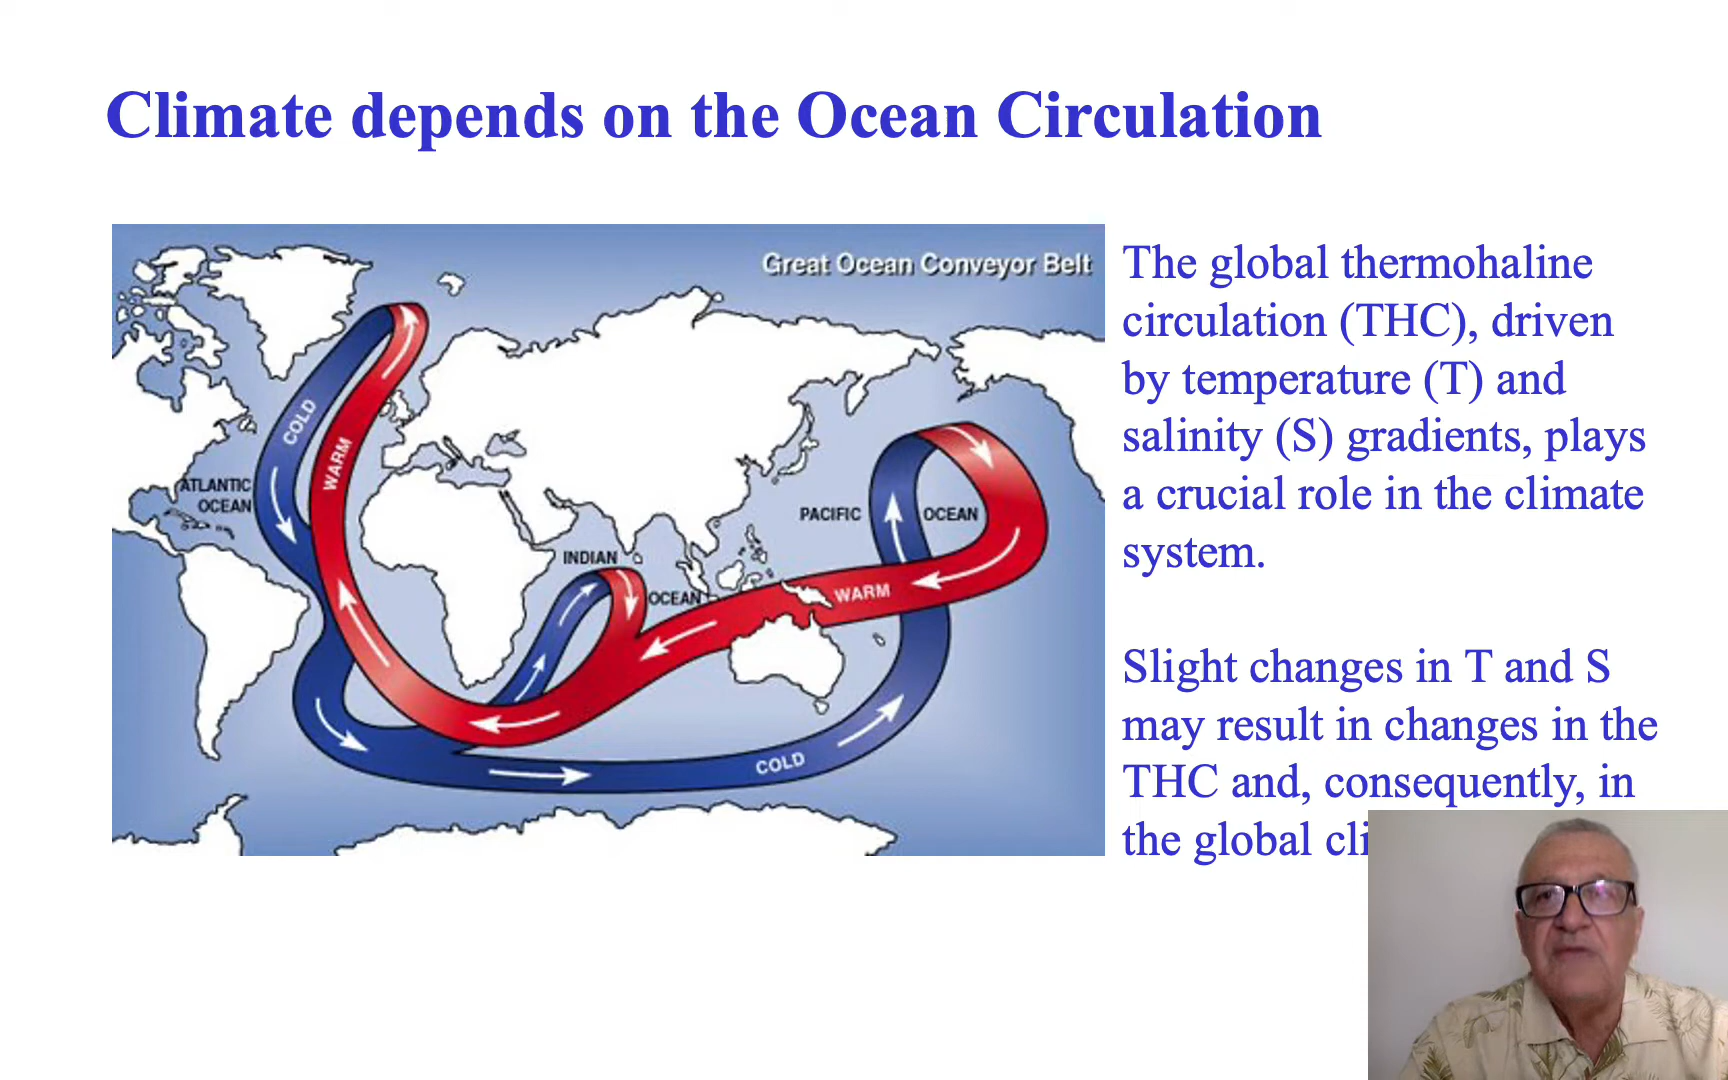 Climate depends on the Ocean Circulation
Great Ocean Conveyor Belt
COLD
WARM
ATLANTIC
OCEAN
INDIAN
OCEAN
PACIFIC
OCEAN
WARM
COLD
The global thermohaline
circulation (THC), driven
by temperature (T) and
salinity (S) gradients, plays
a crucial role in the climate
system.
Slight changes in T and S
may result in changes in the
THC and, consequently, in
the global